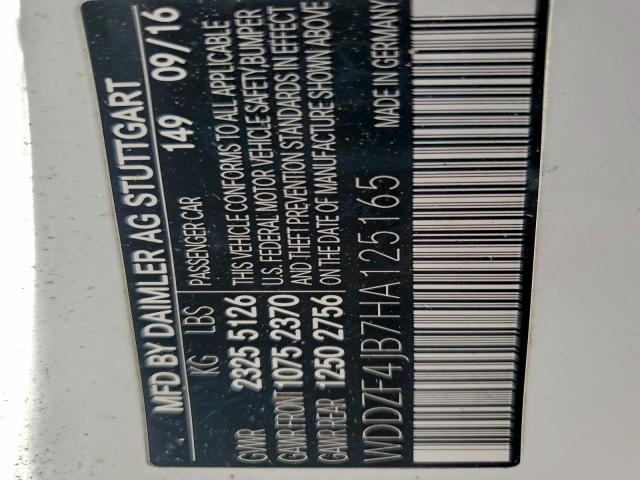 MFD BY DAIMLER AG STUTTGART
149 09/16
KG LBS PASSENGER CAR
GVWR 2325 5126 THIS VEHICLE CONFORMS TO ALL APPLICABLE
GAWR FRONT 1075 2370 U.S. FEDERAL MOTOR VEHICLE SAFETY, BUMPER
GAWR REAR 1250 2756 AND THEFT PREVENTION STANDARDS IN EFFECT
ON THE DATE OF MANUFACTURE SHOWN ABOVE
WDDZF4JB7HA125165 MADE IN GERMANY